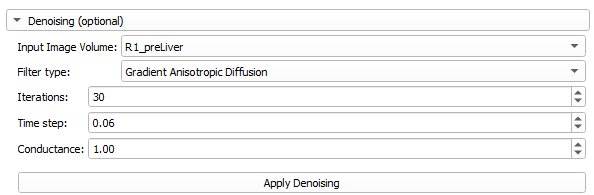 Denoising (optional)
Input Image Volume: R1_preLiver
Filter type: Gradient Anisotropic Diffusion
Iterations: 30
Time step: 0.06
Conductance: 1.00
Apply Denoising